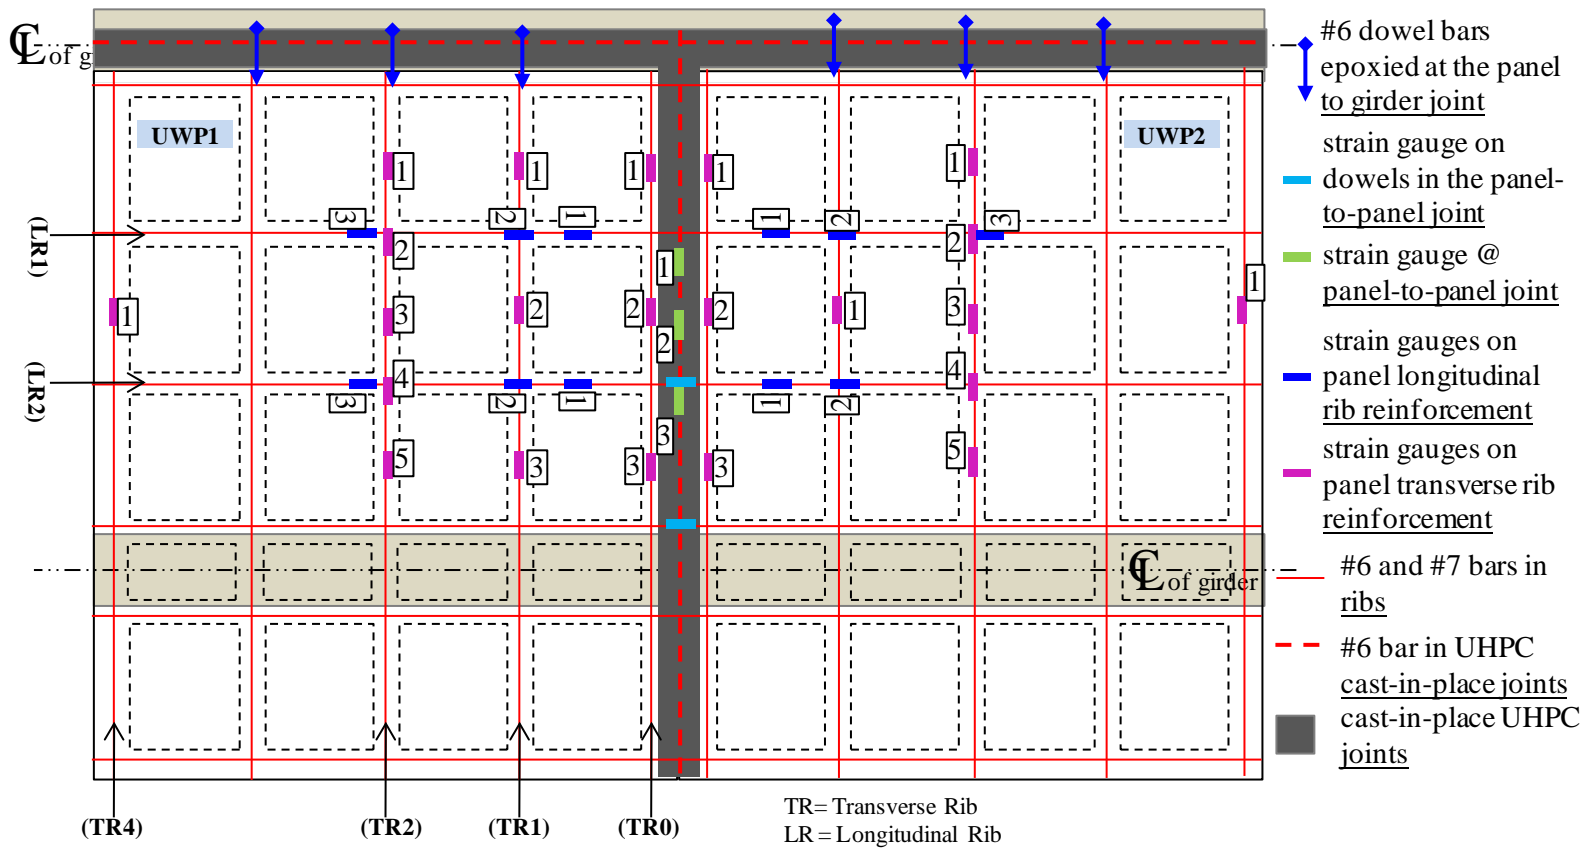 ℄ of g
#6 dowel bars
epoxied at the panel
to girder joint
UWP1
UWP2
strain gauge on
dowels in the panel-
to-panel joint
1
1
1
1
1
3
2
1
1
2
3
(LR1)
2
2
1
strain gauge @
panel-to-panel joint
1
1
3
2
2
2
1
3
2
strain gauges on
panel longitudinal
rib reinforcement
(LR2)
4
4
3
2
1
1
2
3
5
3
3
3
5
strain gauges on
panel transverse rib
reinforcement
℄ of girder
#6 and #7 bars in
ribs
#6 bar in UHPC
cast-in-place joints
cast-in-place UHPC
joints
(TR4)
(TR2)
(TR1)
(TR0)
TR= Transverse Rib
LR = Longitudinal Rib